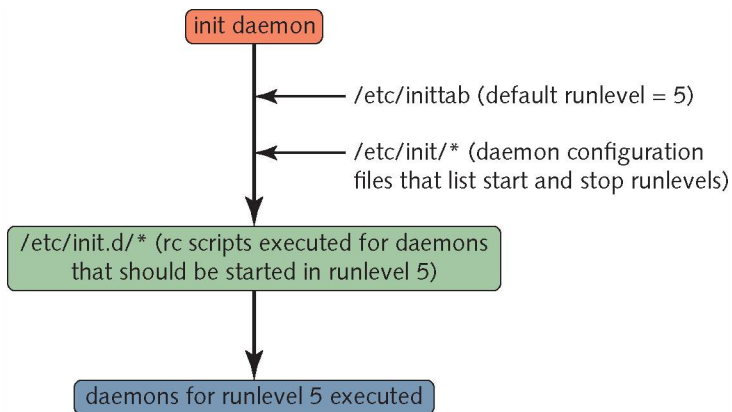 init daemon
/etc/inittab (default runlevel = 5)
/etc/init/* (daemon configuration
files that list start and stop runlevels)
/etc/init.d/* (rc scripts executed for daemons
that should be started in runlevel 5)
daemons for runlevel 5 executed